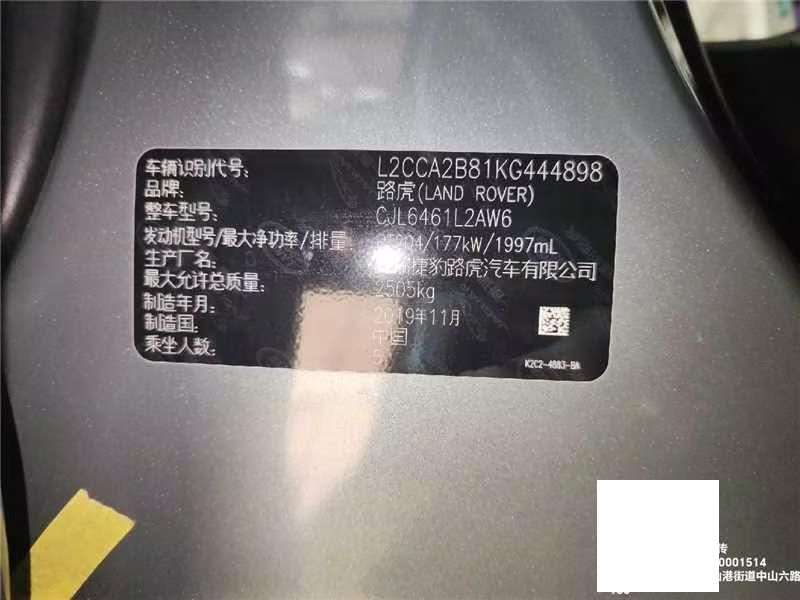 车辆识别代号: L2CCA2B81KG444898
品牌: 路虎(LAND ROVER)
整车型号: CJL6461L2AW6
发动机型号/最大净功率/排量: 204/177kW/1997mL
生产厂名: 捷豹路虎汽车有限公司
最大允许总质量: 2505kg
制造年月: 2019年11月
制造国: 中国
乘坐人数: 5
K2C2-4883-BA
传
0001514
山港街道中山六路